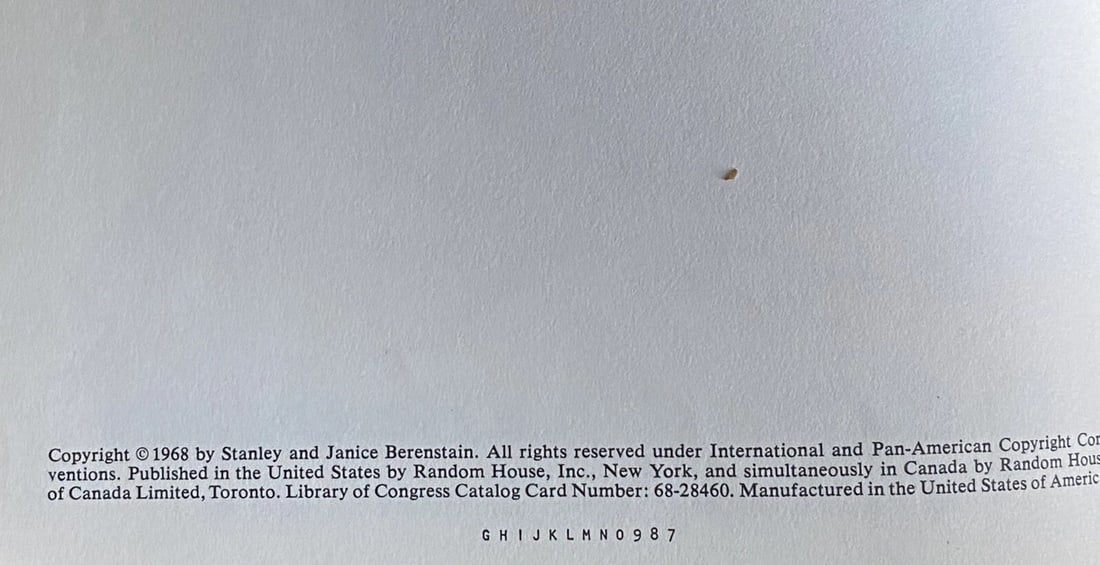 Copyright © 1968 by Stanley and Janice Berenstain. All rights reserved under International and Pan-American Copyright Con
ventions. Published in the United States by Random House, Inc., New York, and simultaneously in Canada by Random Hous
of Canada Limited, Toronto. Library of Congress Catalog Card Number: 68-28460. Manufactured in the United States of Americ
G H I J K L M N O 9 8 7